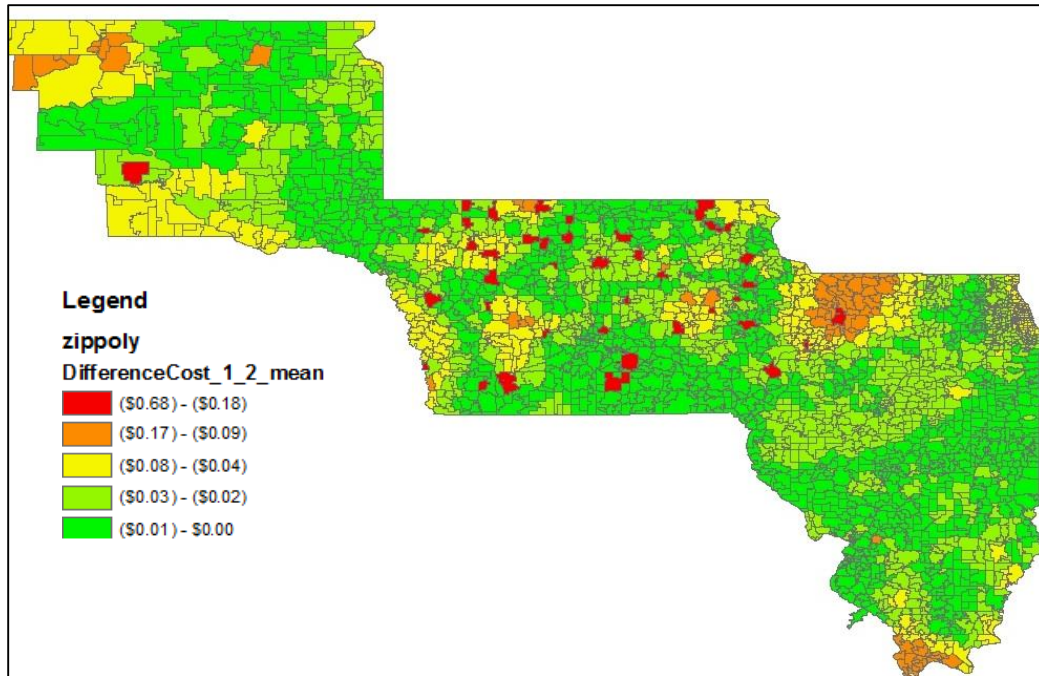 Legend
zippoly
DifferenceCost_1_2_mean
($0.68) - ($0.18)
($0.17) - ($0.09)
($0.08) - ($0.04)
($0.03) - ($0.02)
($0.01) - $0.00